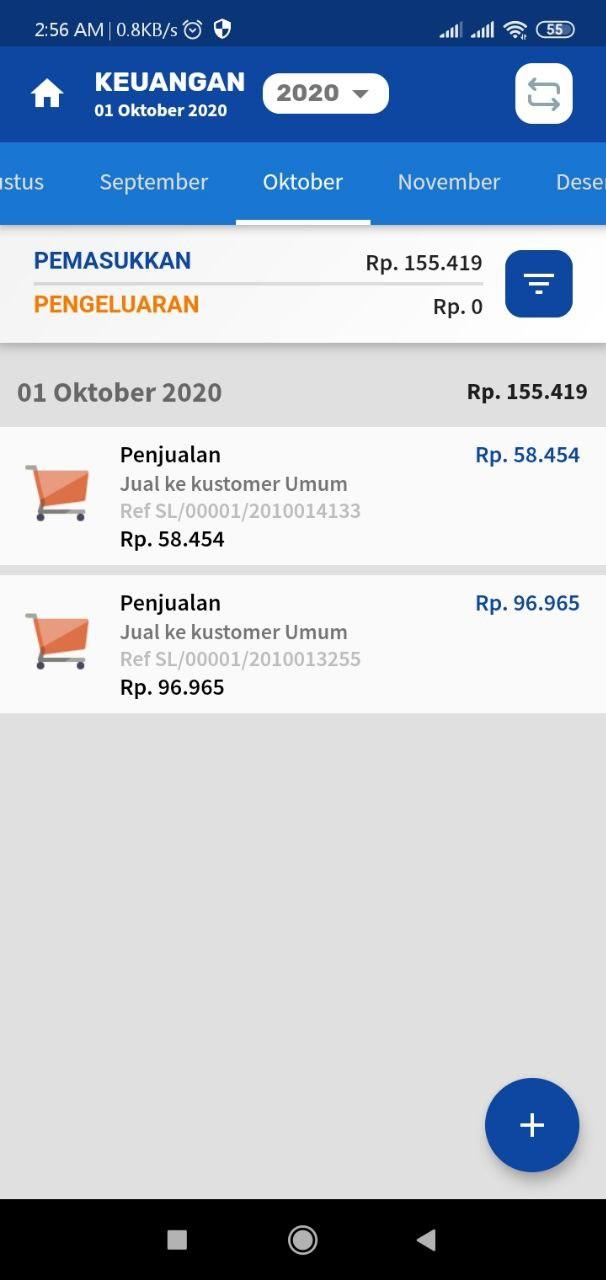 2:56 AM | 0.8KB/s 55
KEUANGAN
01 Oktober 2020
2020
ustus September Oktober November Dese
PEMASUKKAN Rp. 155.419
PENGELUARAN Rp. 0
01 Oktober 2020 Rp. 155.419
Penjualan Rp. 58.454
Jual ke kustomer Umum
Ref SL/00001/2010014133
Rp. 58.454
Penjualan Rp. 96.965
Jual ke kustomer Umum
Ref SL/00001/2010013255
Rp. 96.965
+